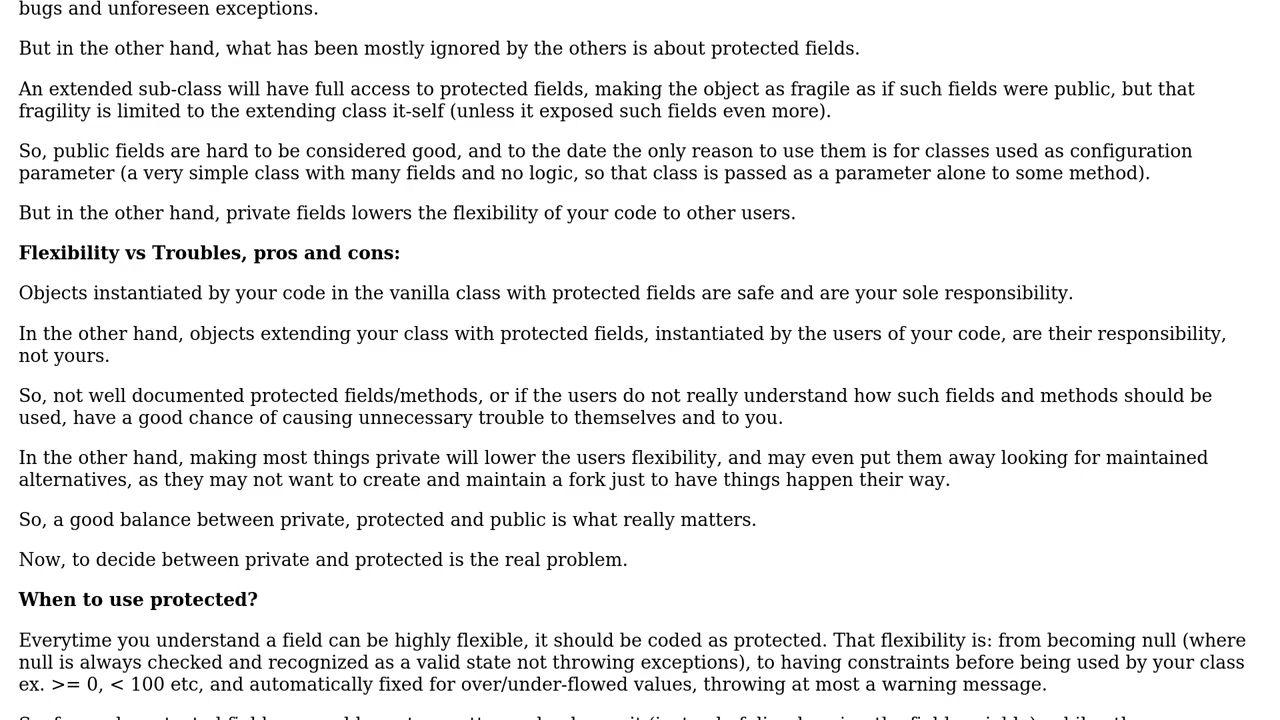 bugs and unforeseen exceptions.
But in the other hand, what has been mostly ignored by the others is about protected fields.
An extended sub-class will have full access to protected fields, making the object as fragile as if such fields were public, but that
fragility is limited to the extending class it-self (unless it exposed such fields even more).
So, public fields are hard to be considered good, and to the date the only reason to use them is for classes used as configuration
parameter (a very simple class with many fields and no logic, so that class is passed as a parameter alone to some method).
But in the other hand, private fields lowers the flexibility of your code to other users.
Flexibility vs Troubles, pros and cons:
Objects instantiated by your code in the vanilla class with protected fields are safe and are your sole responsibility.
In the other hand, objects extending your class with protected fields, instantiated by the users of your code, are their responsibility,
not yours.
So, not well documented protected fields/methods, or if the users do not really understand how such fields and methods should be
used, have a good chance of causing unnecessary trouble to themselves and to you.
In the other hand, making most things private will lower the users flexibility, and may even put them away looking for maintained
alternatives, as they may not want to create and maintain a fork just to have things happen their way.
So, a good balance between private, protected and public is what really matters.
Now, to decide between private and protected is the real problem.
When to use protected?
Everytime you understand a field can be highly flexible, it should be coded as protected. That flexibility is: from becoming null (where
null is always checked and recognized as a valid state not throwing exceptions), to having constraints before being used by your class
ex. >= 0, < 100 etc, and automatically fixed for over/under-flowed values, throwing at most a warning message.